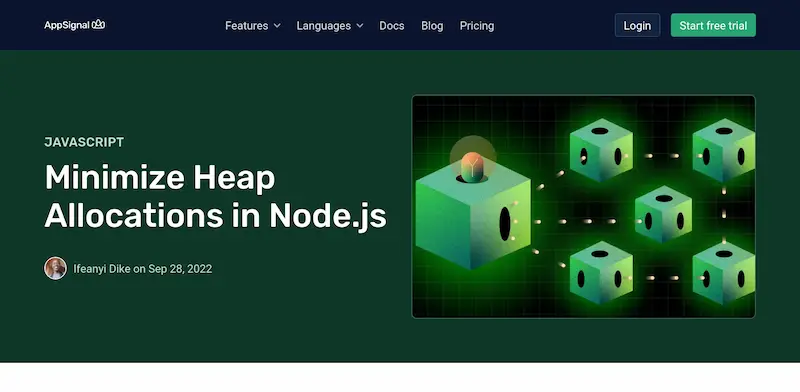 AppSignal
Features
Languages
Docs
Blog
Pricing
Login
Start free trial
JAVASCRIPT
Minimize Heap
Allocations in Node.js
Ifeanyi Dike on Sep 28, 2022